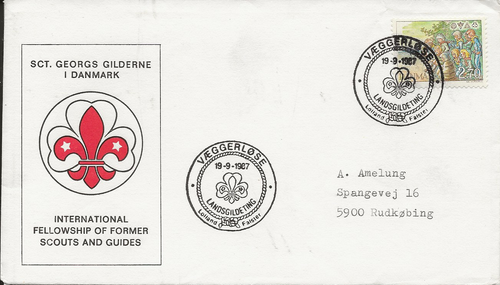 SCT. GEORGS GILDERNE
I DANMARK
INTERNATIONAL
FELLOWSHIP OF FORMER
SCOUTS AND GUIDES
VÆGGERLØSE
19-9-1987
LANDSGILDETING
Lolland Falster
VÆGGERLØSE
19-9-1987
LANDSGILDETING
Lolland Falster
A. Amelung
Spangevej 16
5900 Rudkøbing